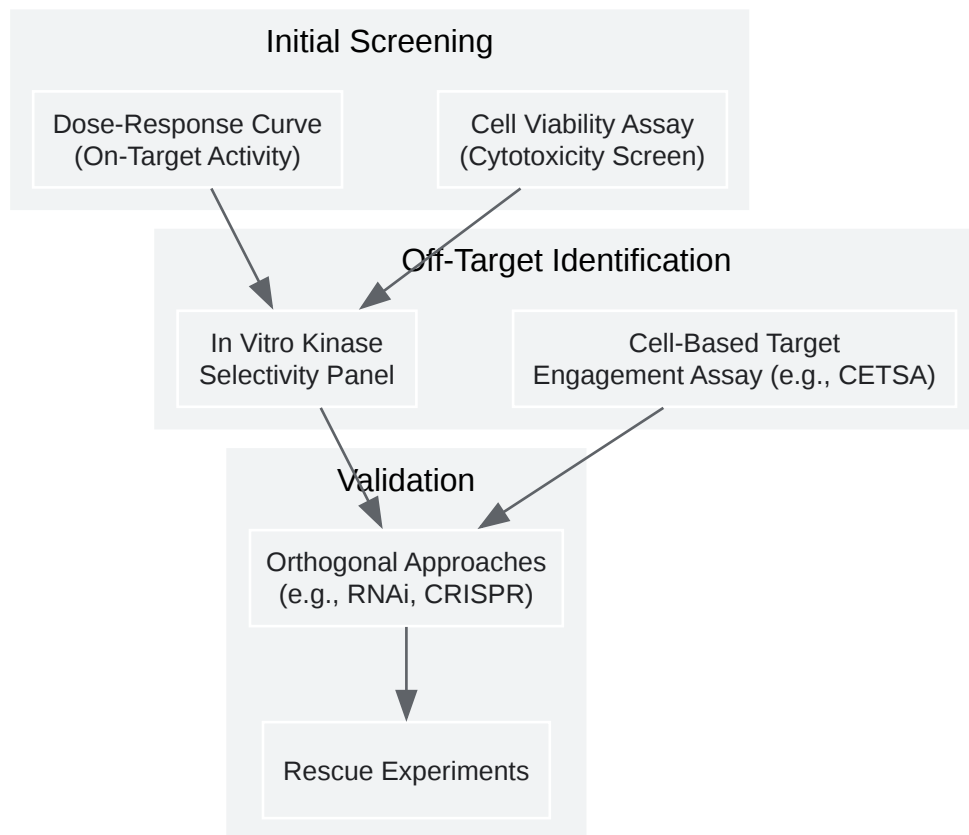 Initial Screening
Dose-Response Curve
(On-Target Activity)
Cell Viability Assay
(Cytotoxicity Screen)
Off-Target Identification
In Vitro Kinase
Selectivity Panel
Cell-Based Target
Engagement Assay (e.g., CETSA)
Validation
Orthogonal Approaches
(e.g., RNAi, CRISPR)
Rescue Experiments